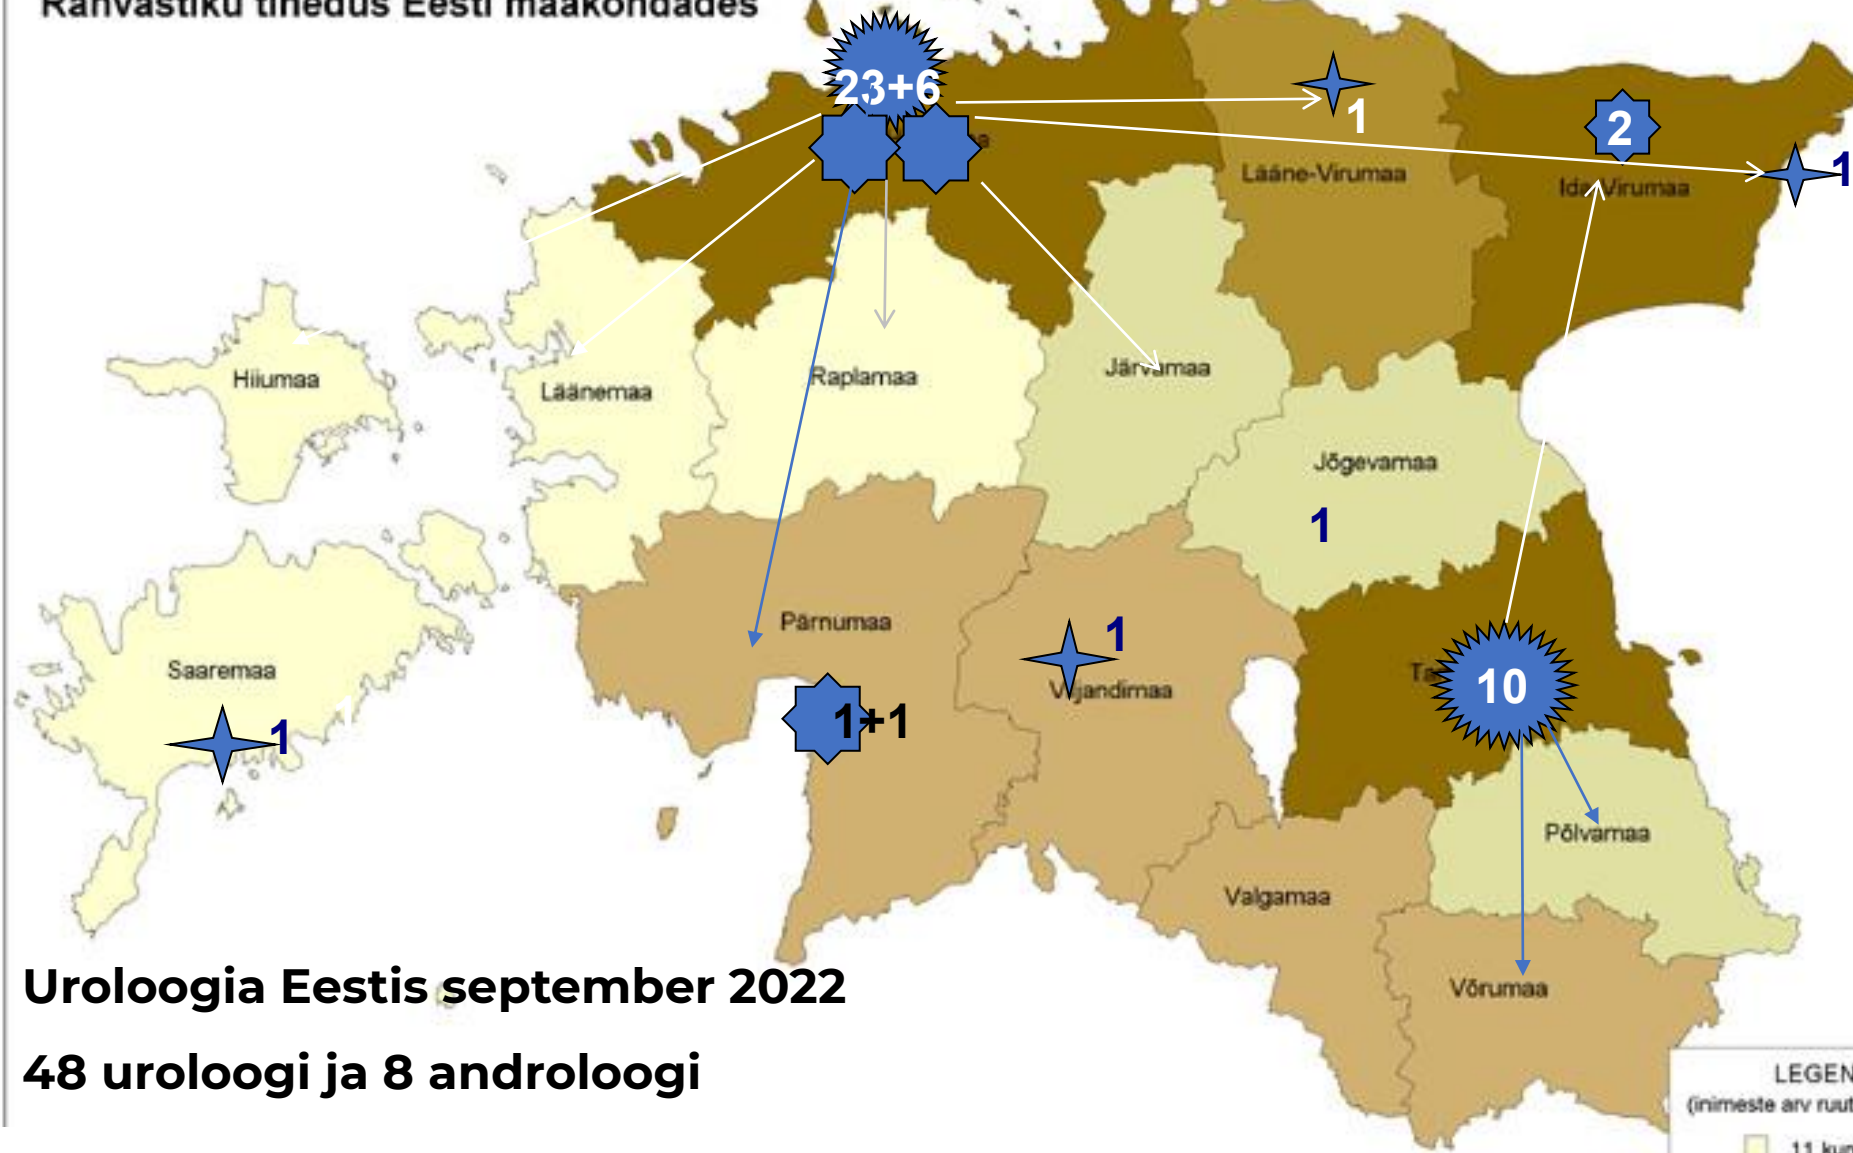 Rahvastiku tihedus Eesti maakondades
23+6
1
2
1
Lääne-Virumaa
Ida-Virumaa
Hiiumaa
Läänemaa
Raplamaa
Järvamaa
Jõgevamaa
1
Pärnumaa
1
Viljandimaa
Saaremaa
1
1+1
10
Põlvamaa
Valgamaa
Võrumaa
Uroloogia Eestis september 2022
48 uroloogi ja 8 androloogi
LEGEN
(inimeste arv ruut